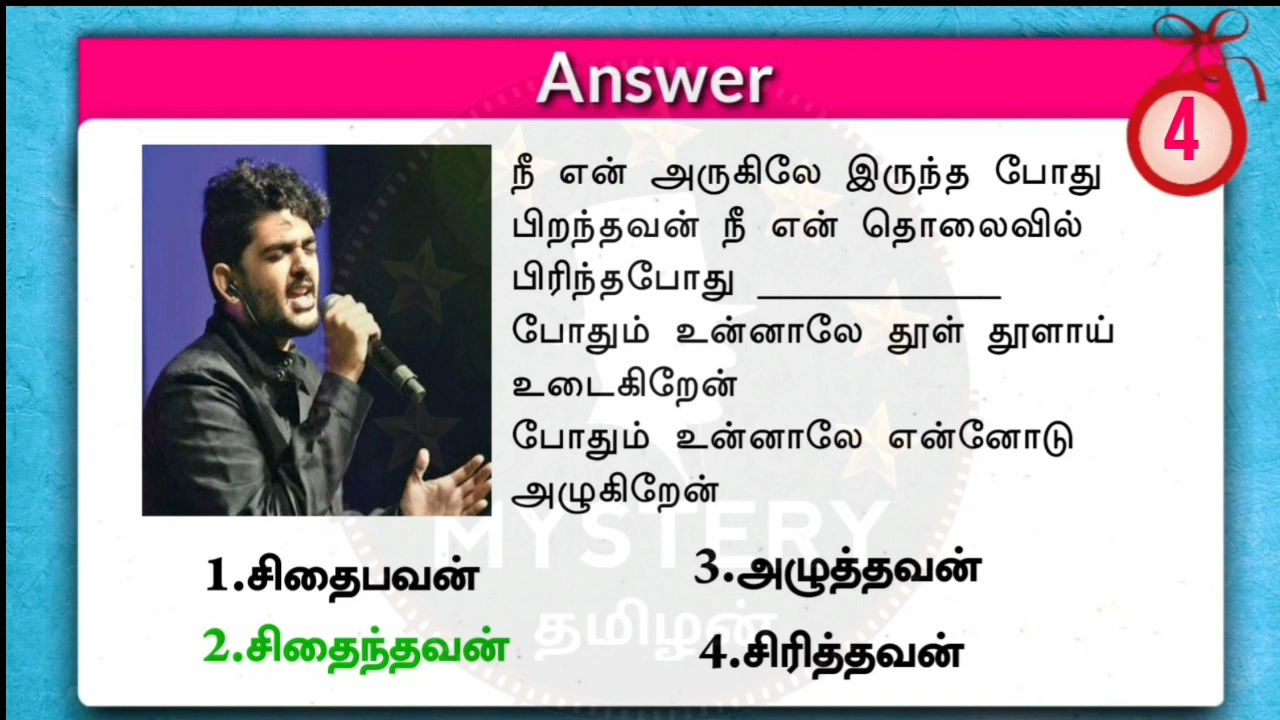 Answer
4
நீ என் அருகிலே இருந்த போது
பிறந்தவன் நீ என் தொலைவில்
பிரிந்தபோது ___________
போதும் உன்னாலே தூள் தூளாய்
உடைகிறேன்
போதும் உன்னாலே என்னோடு
அழுகிறேன்
MYSTERY
தமிழன்
1.சிதைபவன்
3.அழுத்தவன்
2.சிதைந்தவன்
4.சிரித்தவன்